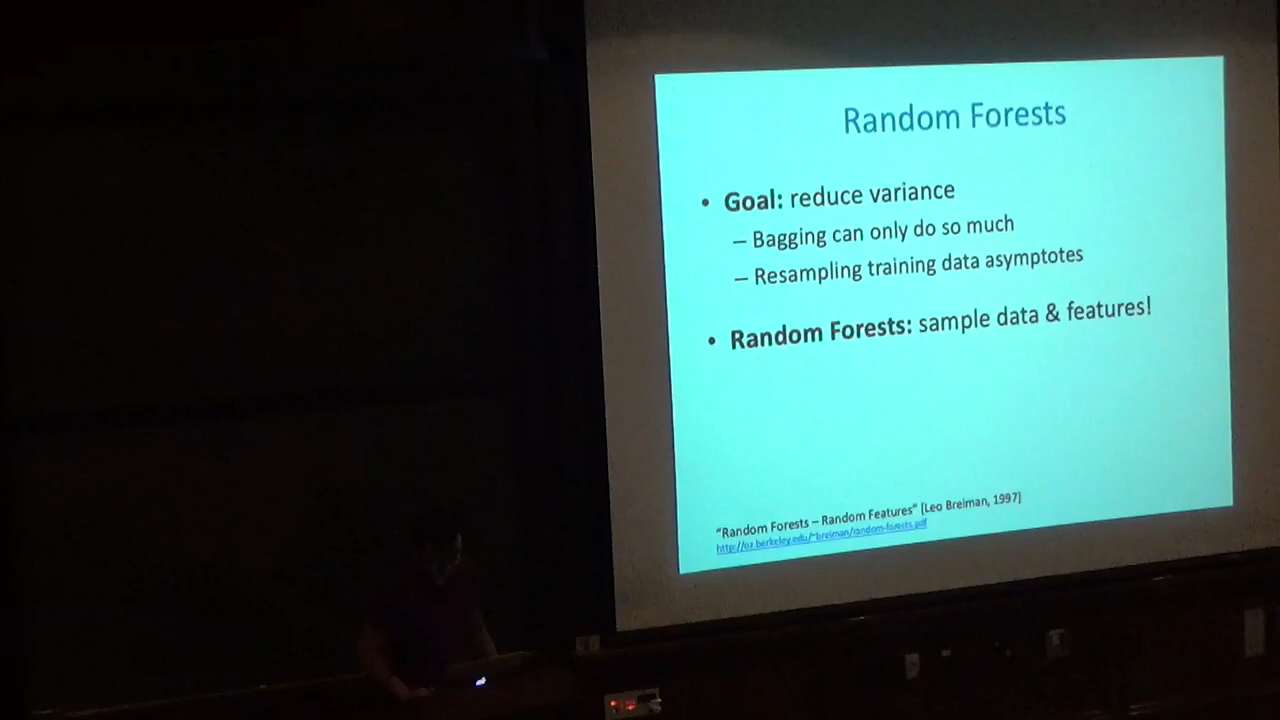 Random Forests
• Goal: reduce variance
– Bagging can only do so much
– Resampling training data asymptotes
• Random Forests: sample data & features!
"Random Forests – Random Features" [Leo Breiman, 1997]
http://oz.berkeley.edu/~breiman/random-forests.pdf